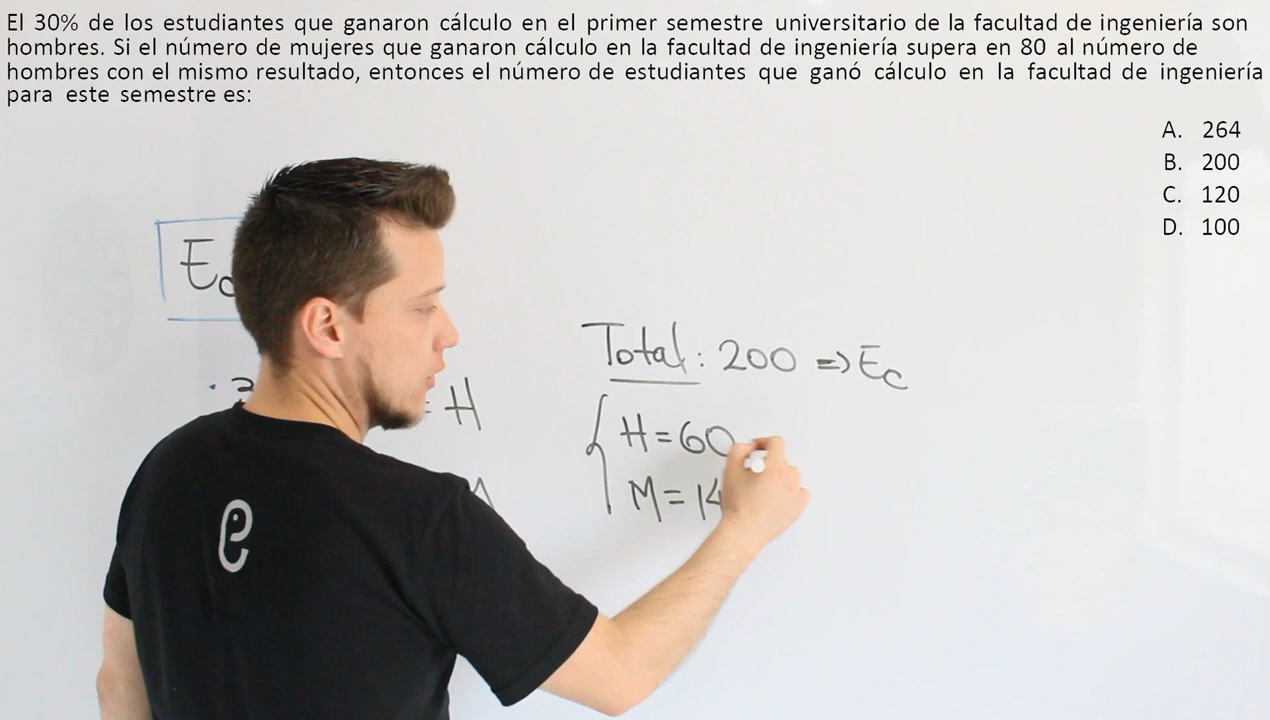 El 30% de los estudiantes que ganaron cálculo en el primer semestre universitario de la facultad de ingeniería son
hombres. Si el número de mujeres que ganaron cálculo en la facultad de ingeniería supera en 80 al número de
hombres con el mismo resultado, entonces el número de estudiantes que ganó cálculo en la facultad de ingeniería
para este semestre es:
A. 264
B. 200
C. 120
D. 100
Ec
Total: 200 => Ec
= H
H = 60
M = 14